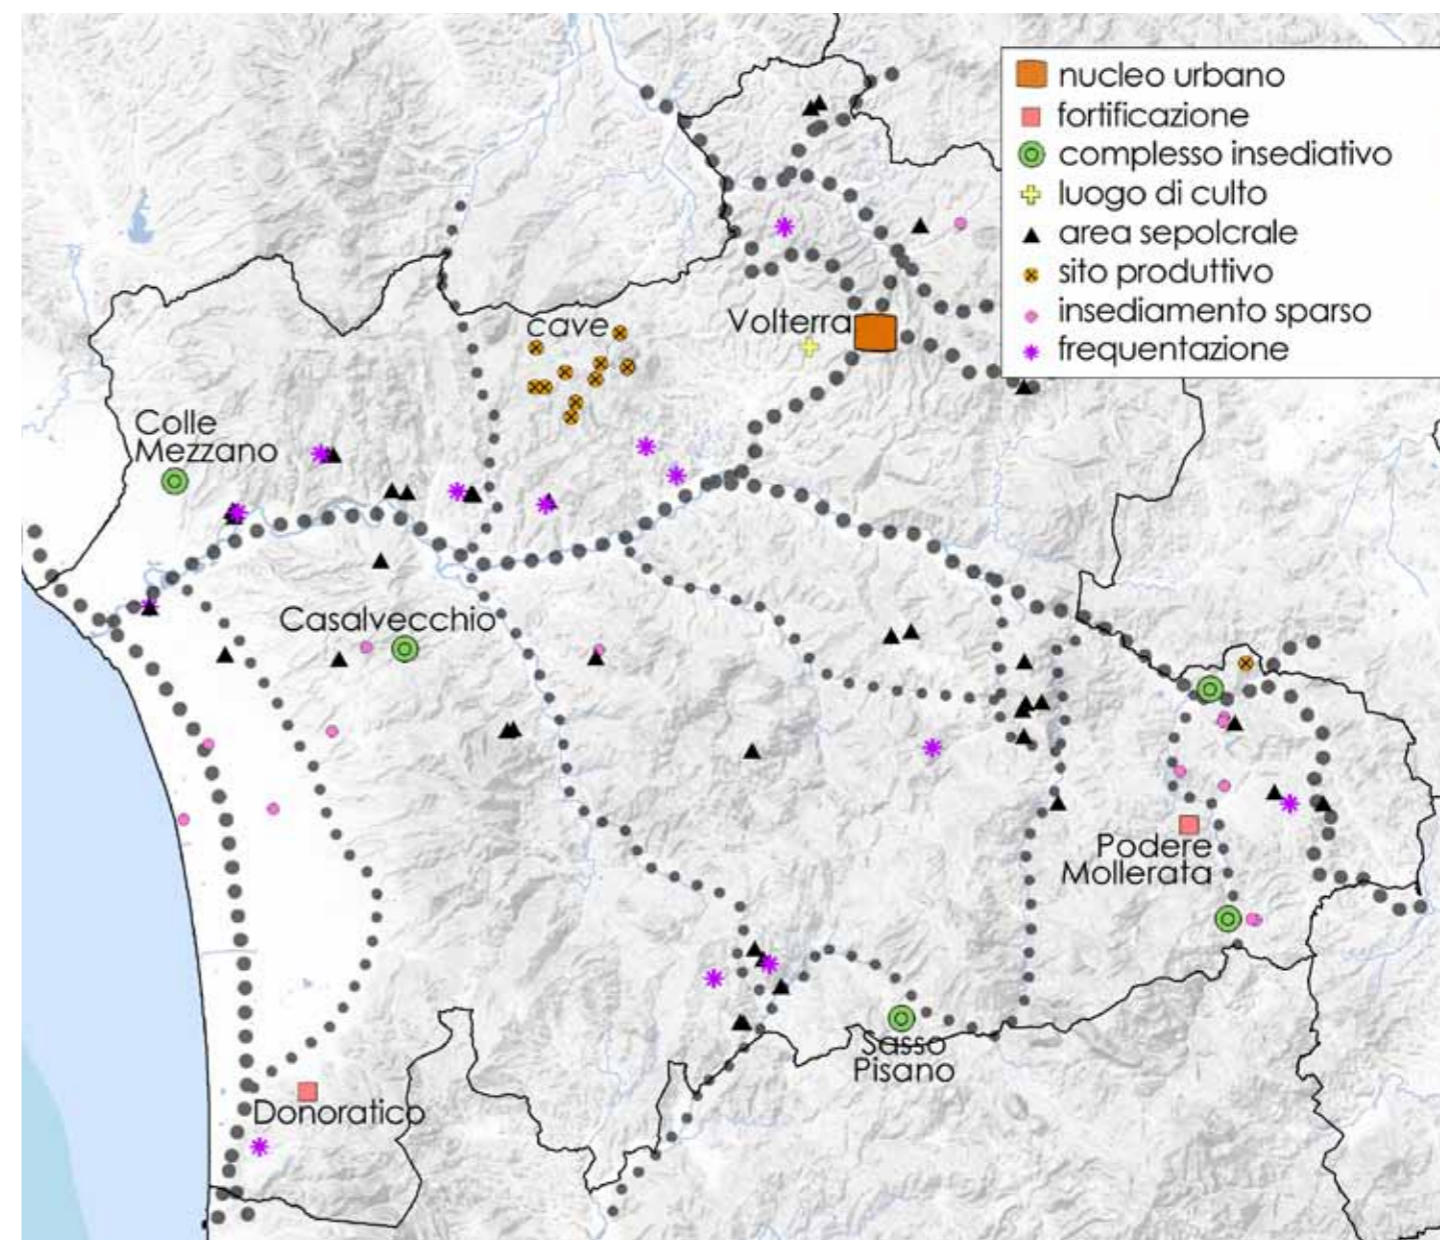 nucleo urbano
fortificazione
complesso insediativo
luogo di culto
area sepolcrale
sito produttivo
insediamento sparso
frequentazione
cave
Volterra
Colle
Mezzano
Casalvecchio
Podere
Mollerata
Sasso
Pisano
Donoratico